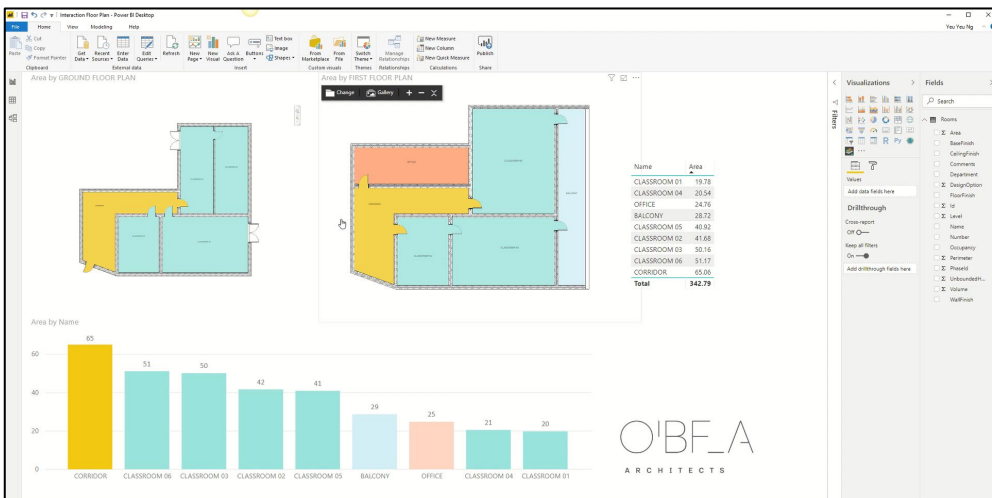 Interaction Floor Plan - Power BI Desktop
Yeu Yeu Ng
File Home View Modeling Help
Paste
Cut
Copy
Format Painter
Clipboard
Get Data
Recent Sources
Enter Data
Edit Queries
Refresh
External data
New Page
New Visual
Ask A Question
Buttons
Text box
Image
Shapes
Insert
From Marketplace
From File
Custom visuals
Switch Theme
Themes
Manage Relationships
Relationships
New Measure
New Column
New Quick Measure
Calculations
Publish
Share
Area by GROUND FLOOR PLAN
Area by FIRST FLOOR PLAN
Change Gallery
Name Area
CLASSROOM 01 19.78
CLASSROOM 04 20.54
OFFICE 24.76
BALCONY 28.72
CLASSROOM 05 40.92
CLASSROOM 02 41.68
CLASSROOM 03 50.16
CLASSROOM 06 51.17
CORRIDOR 65.06
Total 342.79
Area by Name
60
40
20
0
65
51
50
42
41
29
25
21
20
CORRIDOR CLASSROOM 06 CLASSROOM 03 CLASSROOM 02 CLASSROOM 05 BALCONY OFFICE CLASSROOM 04 CLASSROOM 01
ARCHITECTS
Filters
Visualizations
Values
Add data fields here
Drillthrough
Cross-report
Off
Keep all filters
On
Add drillthrough fields here
Fields
Search
Rooms
Area
BaseFinish
CeilingFinish
Comments
Department
DesignOption
FloorFinish
Id
Level
Name
Number
Occupancy
Perimeter
PhaseId
UnboundedH...
Volume
WallFinish